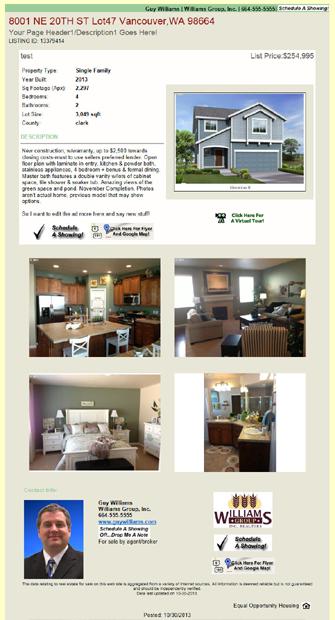 Guy Williams | Williams Group, Inc. | 664-555-5555 Schedule A Showing!
8001 NE 20TH ST Lot47 Vancouver,WA 98664
Your Page Header1/Description1 Goes Here!
LISTING ID: 13379414
test List Price:$254,995
Property Type: Single Family
Year Built: 2013
Sq Footage (Apx): 2,297
Bedrooms: 4
Bathrooms: 2
Lot Size: 3,049 sqft
County: clark
DESCRIPTION
New construction, w/warranty, up to $2,500 towards
closing costs-must to use sellers preferred lender. Open
floor plan with laminate in entry, kitchen & powder bath,
stainless appliances, 4 bedroom + bonus & formal dining.
Master bath features a double vanity w/lots of cabinet
space, tile shower & soaker tub. Amazing views of the
green space and pond. November Completion. Photos
aren't actual home, previous model that may show
options.
So I want to edit the ad more here and say new stuff!
Schedule
A Showing!
Click Here For Flyer
And Google Map!
Click Here For
A Virtual Tour!
Contact Info:
Guy Williams
Williams Group, Inc.
664-555-5555
www.guywilliams.com
Schedule A Showing
OR...Drop Me A Note
For sale by agent/broker
WILLIAMS
GROUP
INC. REALTORS
Schedule
A Showing!
Click Here For Flyer
And Google Map!
The data relating to real estate for sale on this web site is aggregated from a variety of internet sources. All information is deemed reliable but is not guaranteed
and should be independently verified.
Date last updated on 10-30-2013
Equal Opportunity Housing
Posted: 10/30/2013